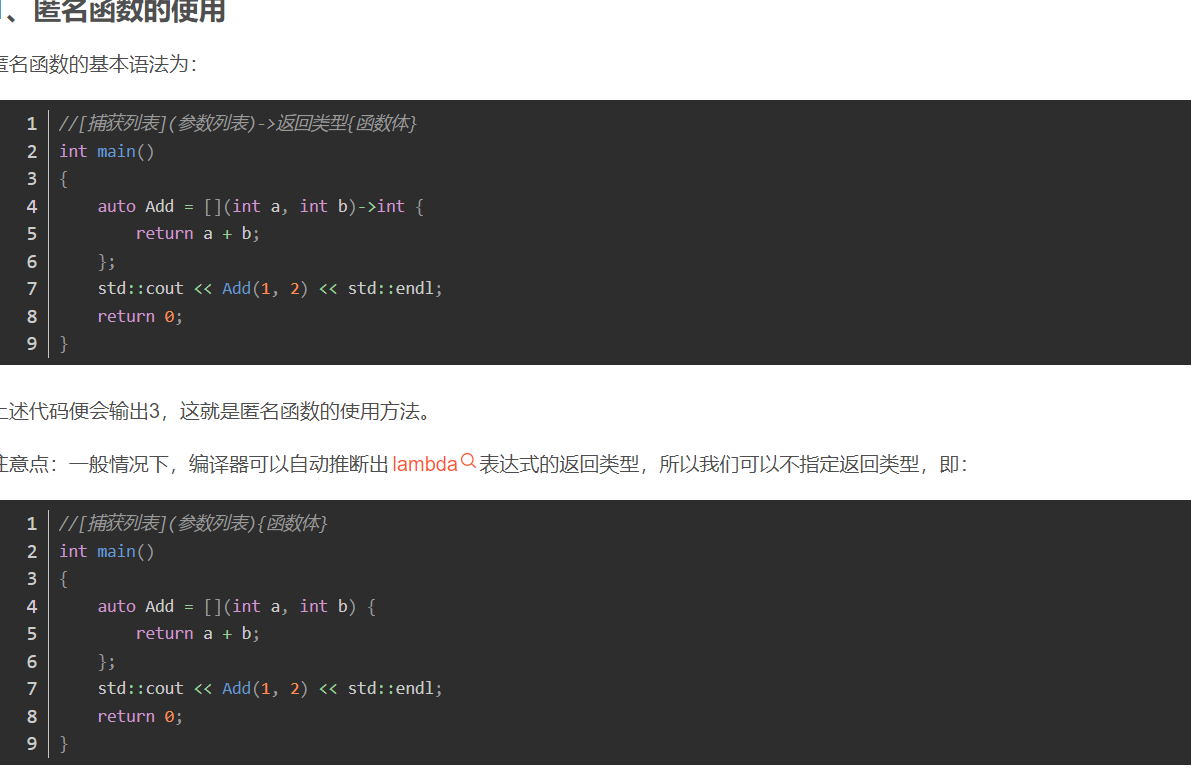 、匿名函数的使用
匿名函数的基本语法为：
1 //[捕获列表](参数列表)->返回类型{函数体}
2 int main()
3 {
4     auto Add = [](int a, int b)->int {
5         return a + b;
6     };
7     std::cout << Add(1, 2) << std::endl;
8     return 0;
9 }
上述代码便会输出3，这就是匿名函数的使用方法。
注意点：一般情况下，编译器可以自动推断出lambda表达式的返回类型，所以我们可以不指定返回类型，即：
1 //[捕获列表](参数列表){函数体}
2 int main()
3 {
4     auto Add = [](int a, int b) {
5         return a + b;
6     };
7     std::cout << Add(1, 2) << std::endl;
8     return 0;
9 }